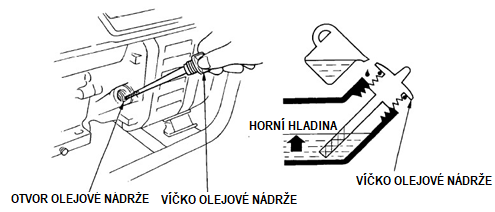 HORNÍ HLADINA
OTVOR OLEJOVÉ NÁDRŽE
VÍČKO OLEJOVÉ NÁDRŽE
VÍČKO OLEJOVÉ NÁDRŽE